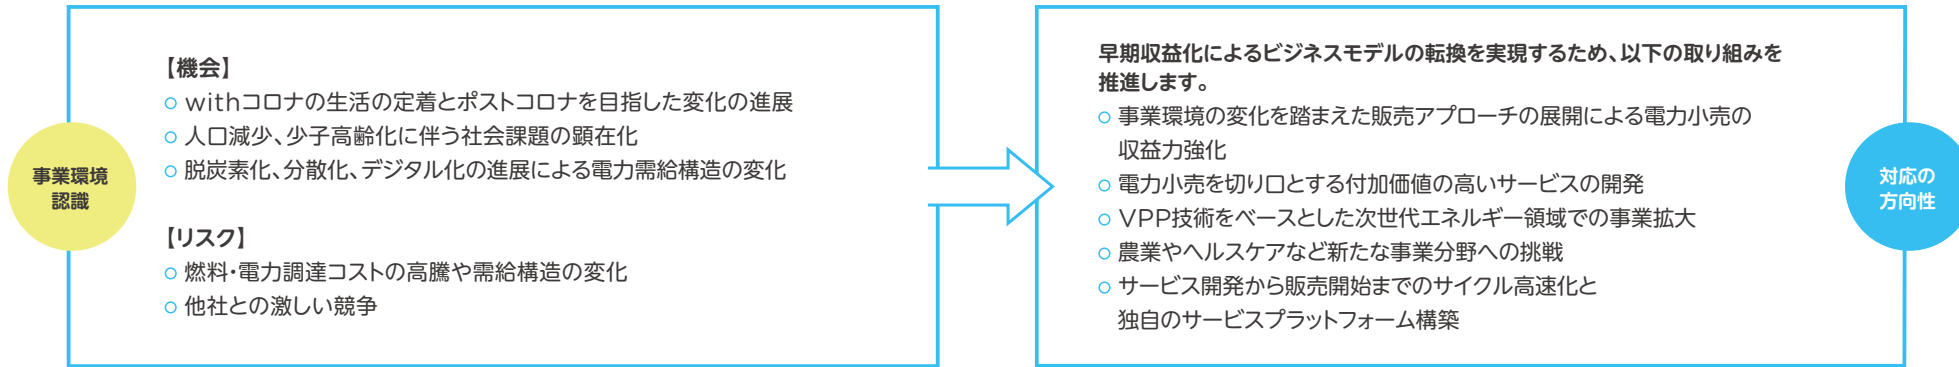 事業環境
認識
【機会】
○ withコロナの生活の定着とポストコロナを目指した変化の進展
○ 人口減少、少子高齢化に伴う社会課題の顕在化
○ 脱炭素化、分散化、デジタル化の進展による電力需給構造の変化
【リスク】
○ 燃料・電力調達コストの高騰や需給構造の変化
○ 他社との激しい競争
早期収益化によるビジネスモデルの転換を実現するため、以下の取り組みを
推進します。
○ 事業環境の変化を踏まえた販売アプローチの展開による電力小売の
収益力強化
○ 電力小売を切り口とする付加価値の高いサービスの開発
○ VPP技術をベースとした次世代エネルギー領域での事業拡大
○ 農業やヘルスケアなど新たな事業分野への挑戦
○ サービス開発から販売開始までのサイクル高速化と
独自のサービスプラットフォーム構築
対応の
方向性